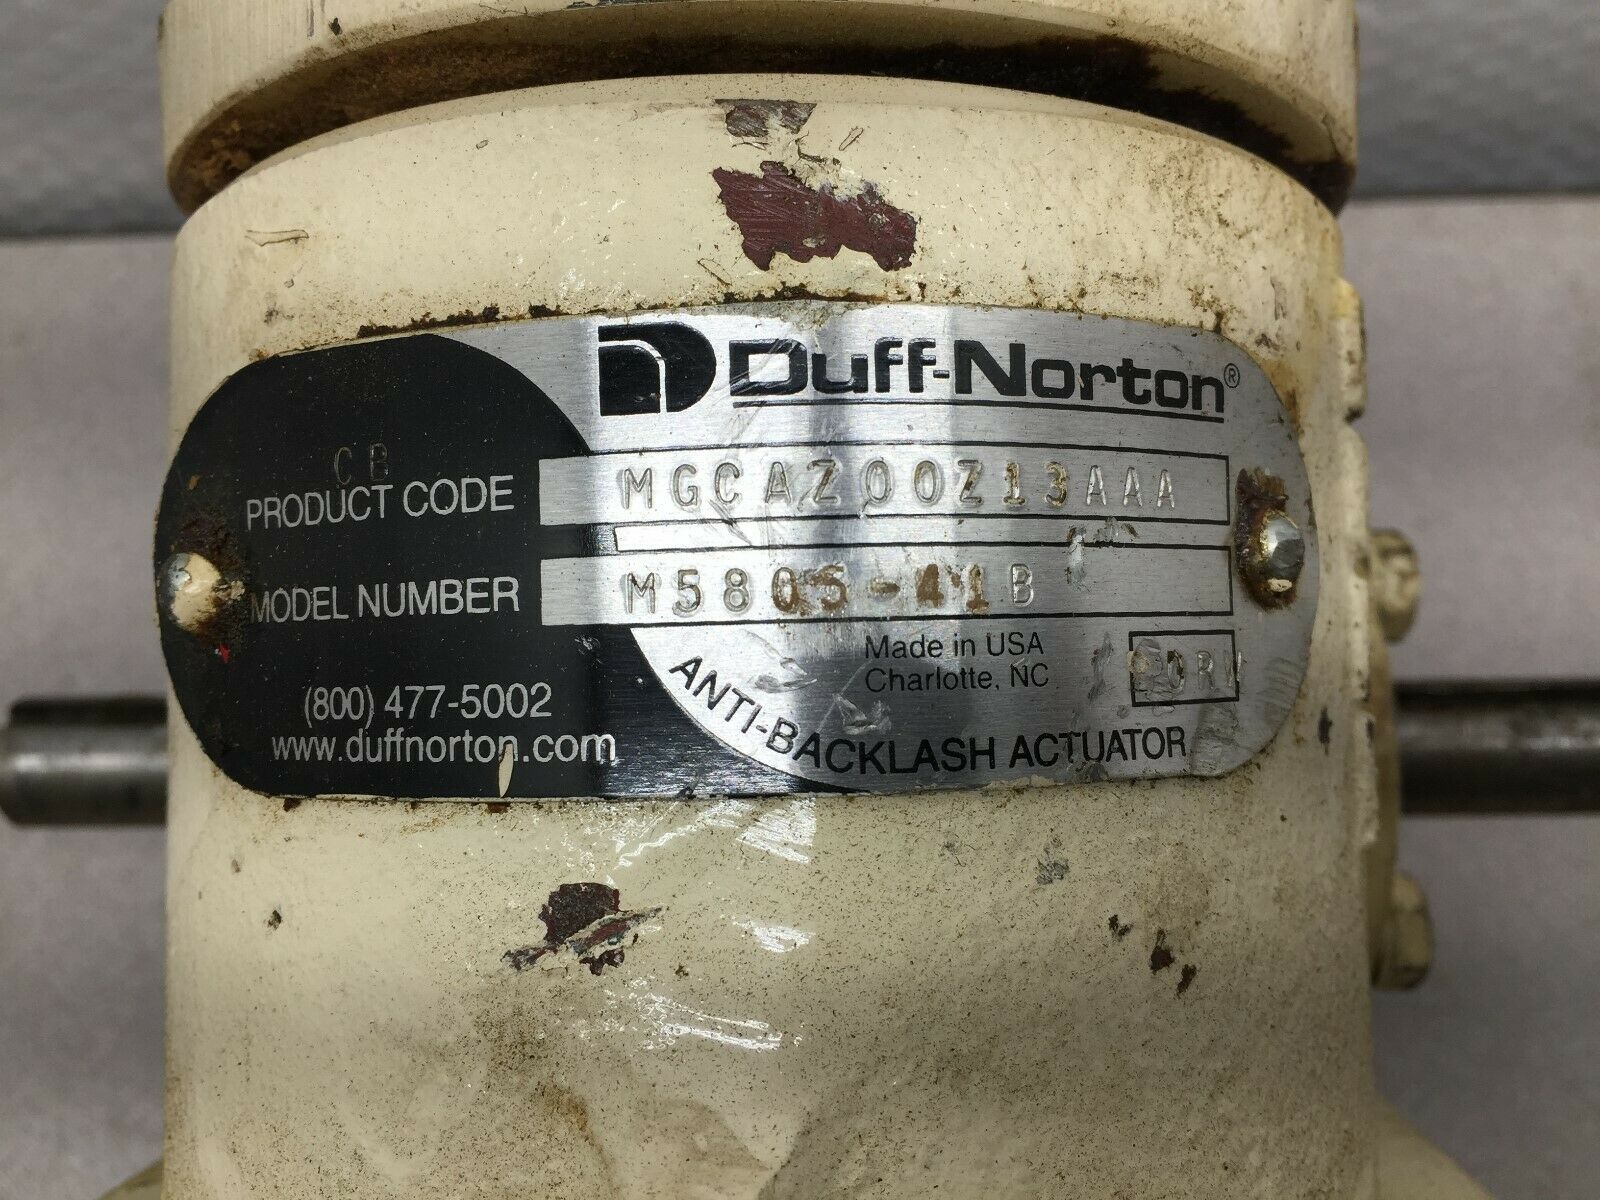 Duff-Norton®
CB
PRODUCT CODE MGCAZ00Z13AAA
MODEL NUMBER M5805-41B
Made in USA
Charlotte, NC
(800) 477-5002
www.duffnorton.com
ANTI-BACKLASH ACTUATOR